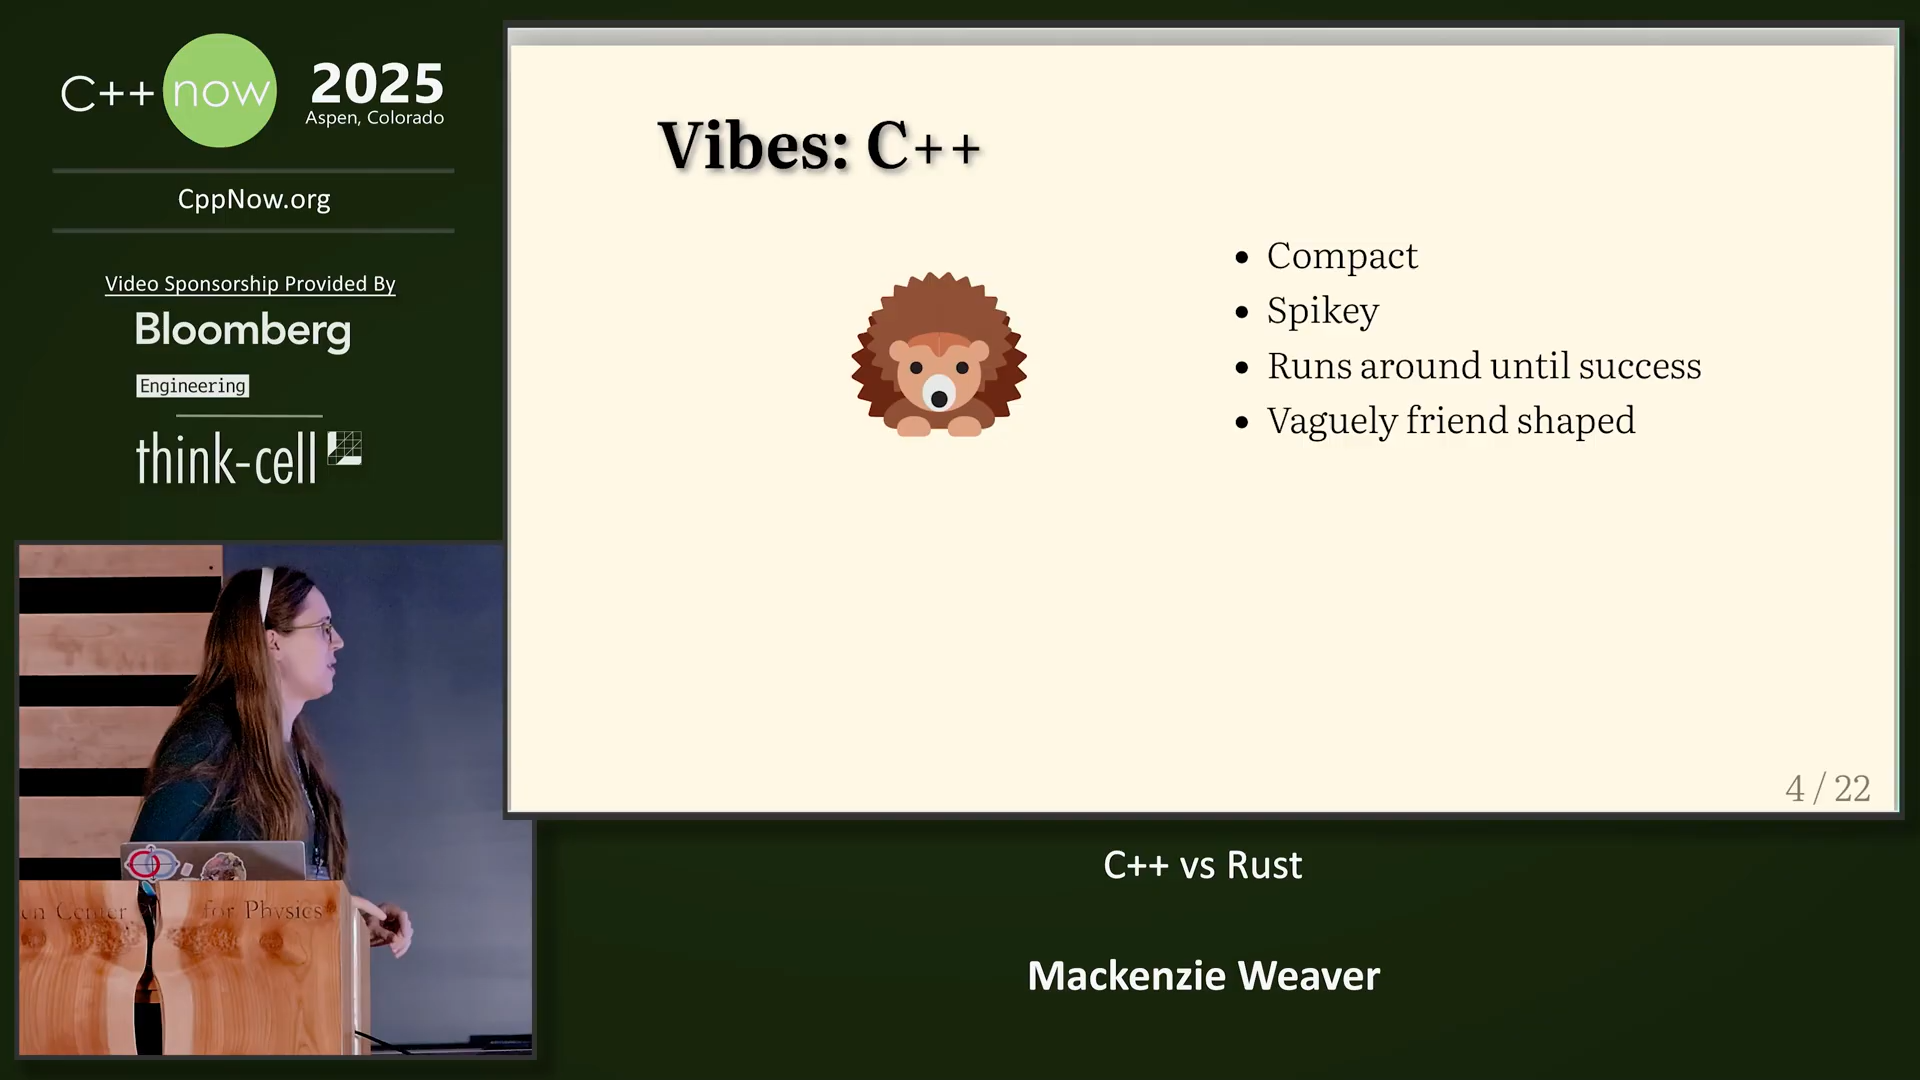 C++ now 2025
Aspen, Colorado
CppNow.org
Video Sponsorship Provided By
Bloomberg
Engineering
think-cell
Vibes: C++
• Compact
• Spikey
• Runs around until success
• Vaguely friend shaped
4 / 22
Center for Physics
C++ vs Rust
Mackenzie Weaver